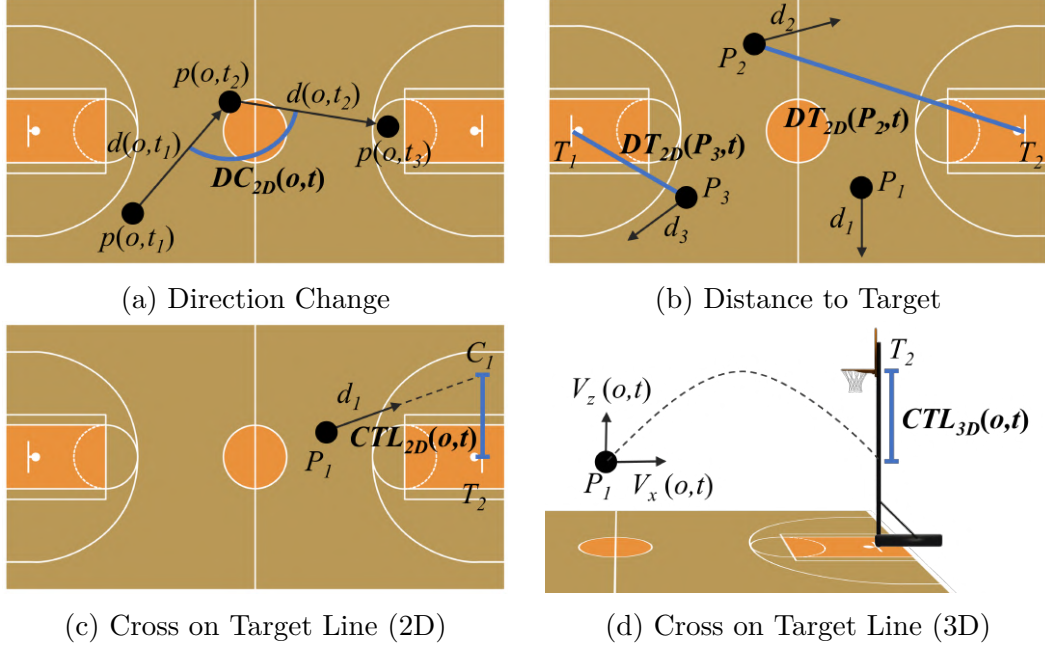 p(o,t₂)
d(o,t₂)
d(o,t₁)
p(o,t₃)
DC₂D(o,t)
p(o,t₁)
(a) Direction Change
d₂
P₂
DT₂D(P₂,t)
T₁
DT₂D(P₃,t)
T₂
P₃
P₁
d₃
d₁
(b) Distance to Target
C₁
d₁
CTL₂D(o,t)
P₁
T₂
(c) Cross on Target Line (2D)
T₂
V_z (o,t)
CTL₃D(o,t)
P₁
V_x (o,t)
(d) Cross on Target Line (3D)